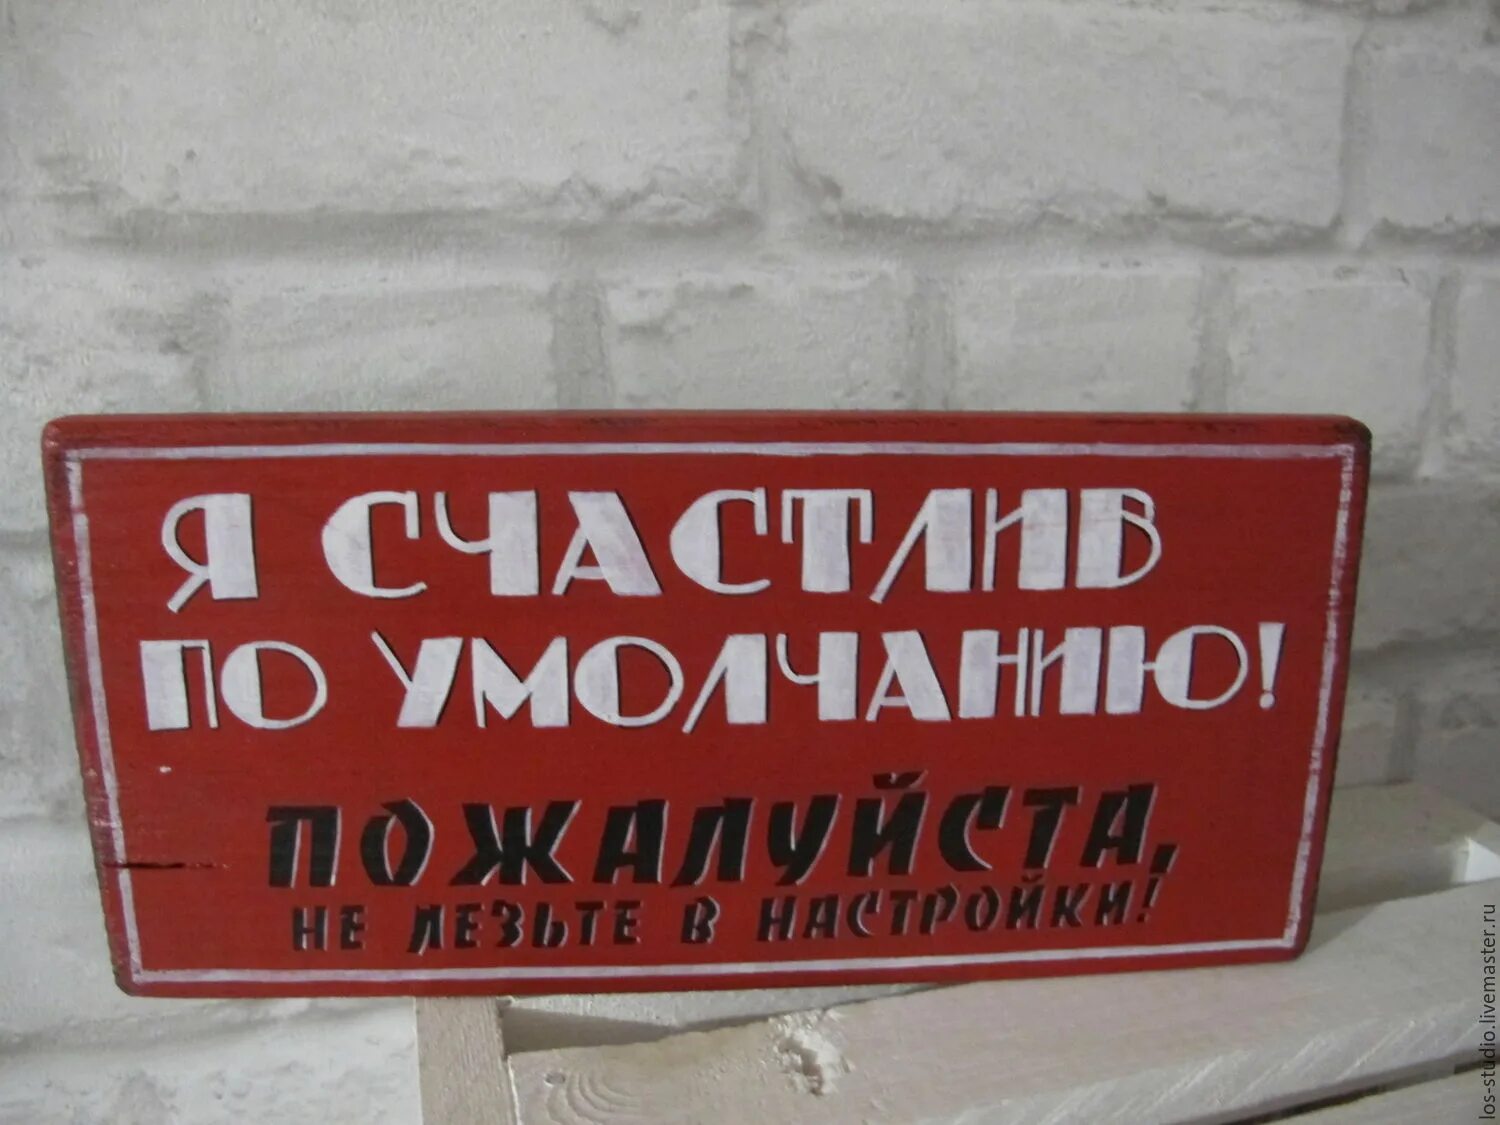 Я СЧАСТЛИВ
ПО УМОЛЧАНИЮ!
ПОЖАЛУЙСТА,
НЕ ЛЕЗЬТЕ В НАСТРОЙКИ!
los-studio.livemaster.ru